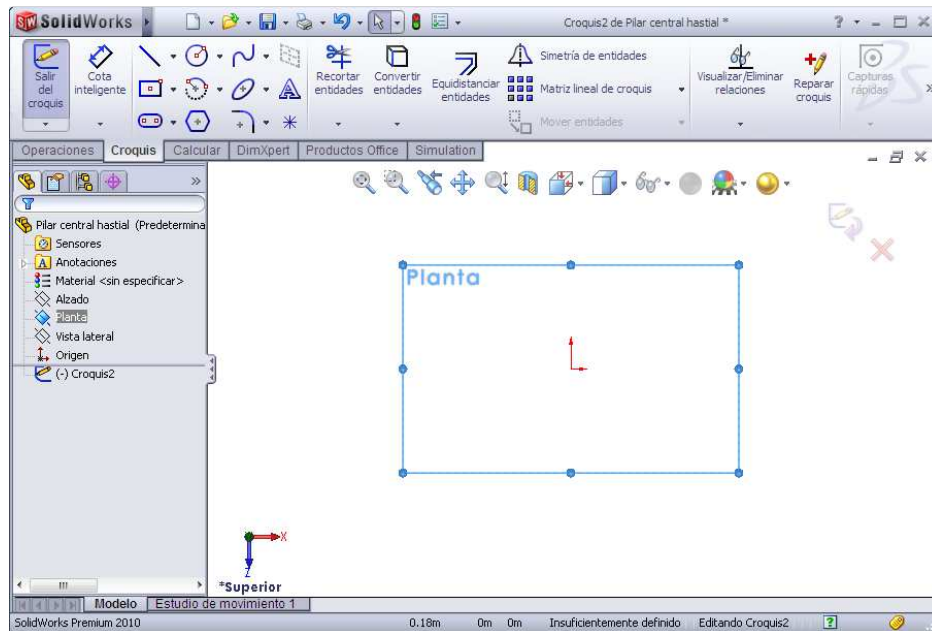 SolidWorks
Croquis2 de Pilar central hastial *
Salir del croquis
Cota inteligente
Recortar entidades
Convertir entidades
Equidistanciar entidades
Simetría de entidades
Matriz lineal de croquis
Mover entidades
Visualizar/Eliminar relaciones
Reparar croquis
Capturas rápidas
Operaciones
Croquis
Calcular
DimXpert
Productos Office
Simulation
Pilar central hastial (Predetermina
Sensores
Anotaciones
Material <sin especificar>
Alzado
Planta
Vista lateral
Origen
(-) Croquis2
Planta
X
Z
*Superior
Modelo
Estudio de movimiento 1
SolidWorks Premium 2010
0.18m 0m 0m Insuficientemente definido Editando Croquis2